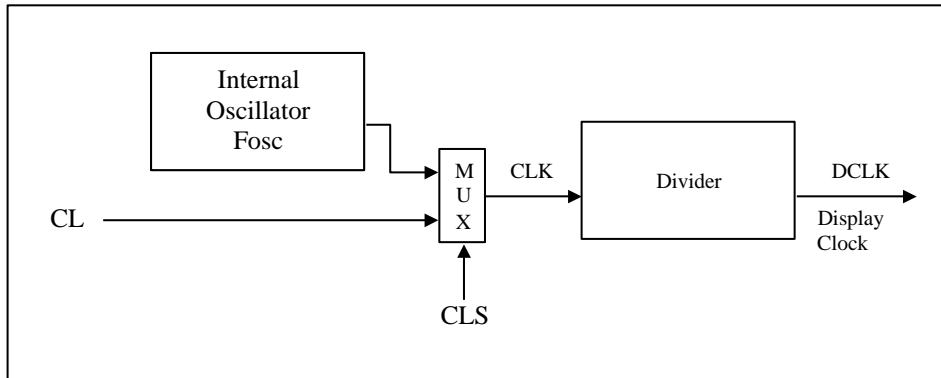 Internal
Oscillator
Fosc
M
U
X
CL
CLS
CLK
Divider
DCLK
Display
Clock